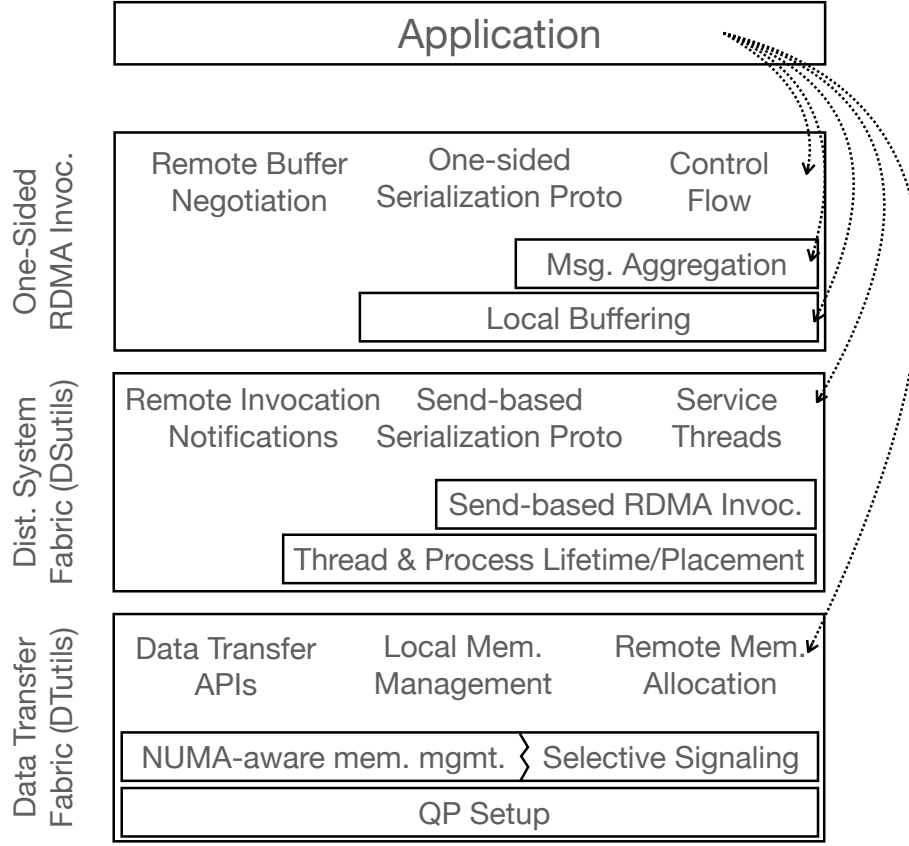 Application
One-Sided
RDMA Invoc.
Remote Buffer
Negotiation
One-sided
Serialization Proto
Control
Flow
Msg. Aggregation
Local Buffering
Dist. System
Fabric (DSutils)
Remote Invocation
Notifications
Send-based
Serialization Proto
Service
Threads
Send-based RDMA Invoc.
Thread & Process Lifetime/Placement
Data Transfer
Fabric (DTutils)
Data Transfer
APIs
Local Mem.
Management
Remote Mem.
Allocation
NUMA-aware mem. mgmt.
Selective Signaling
QP Setup